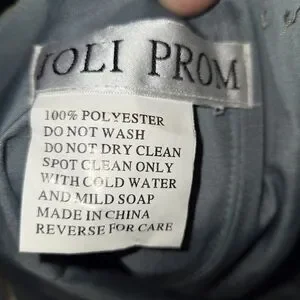 JOLI PROM
100% POLYESTER
DO NOT WASH
DO NOT DRY CLEAN
SPOT CLEAN ONLY
WITH COLD WATER
AND MILD SOAP
MADE IN CHINA
REVERSE FOR CARE